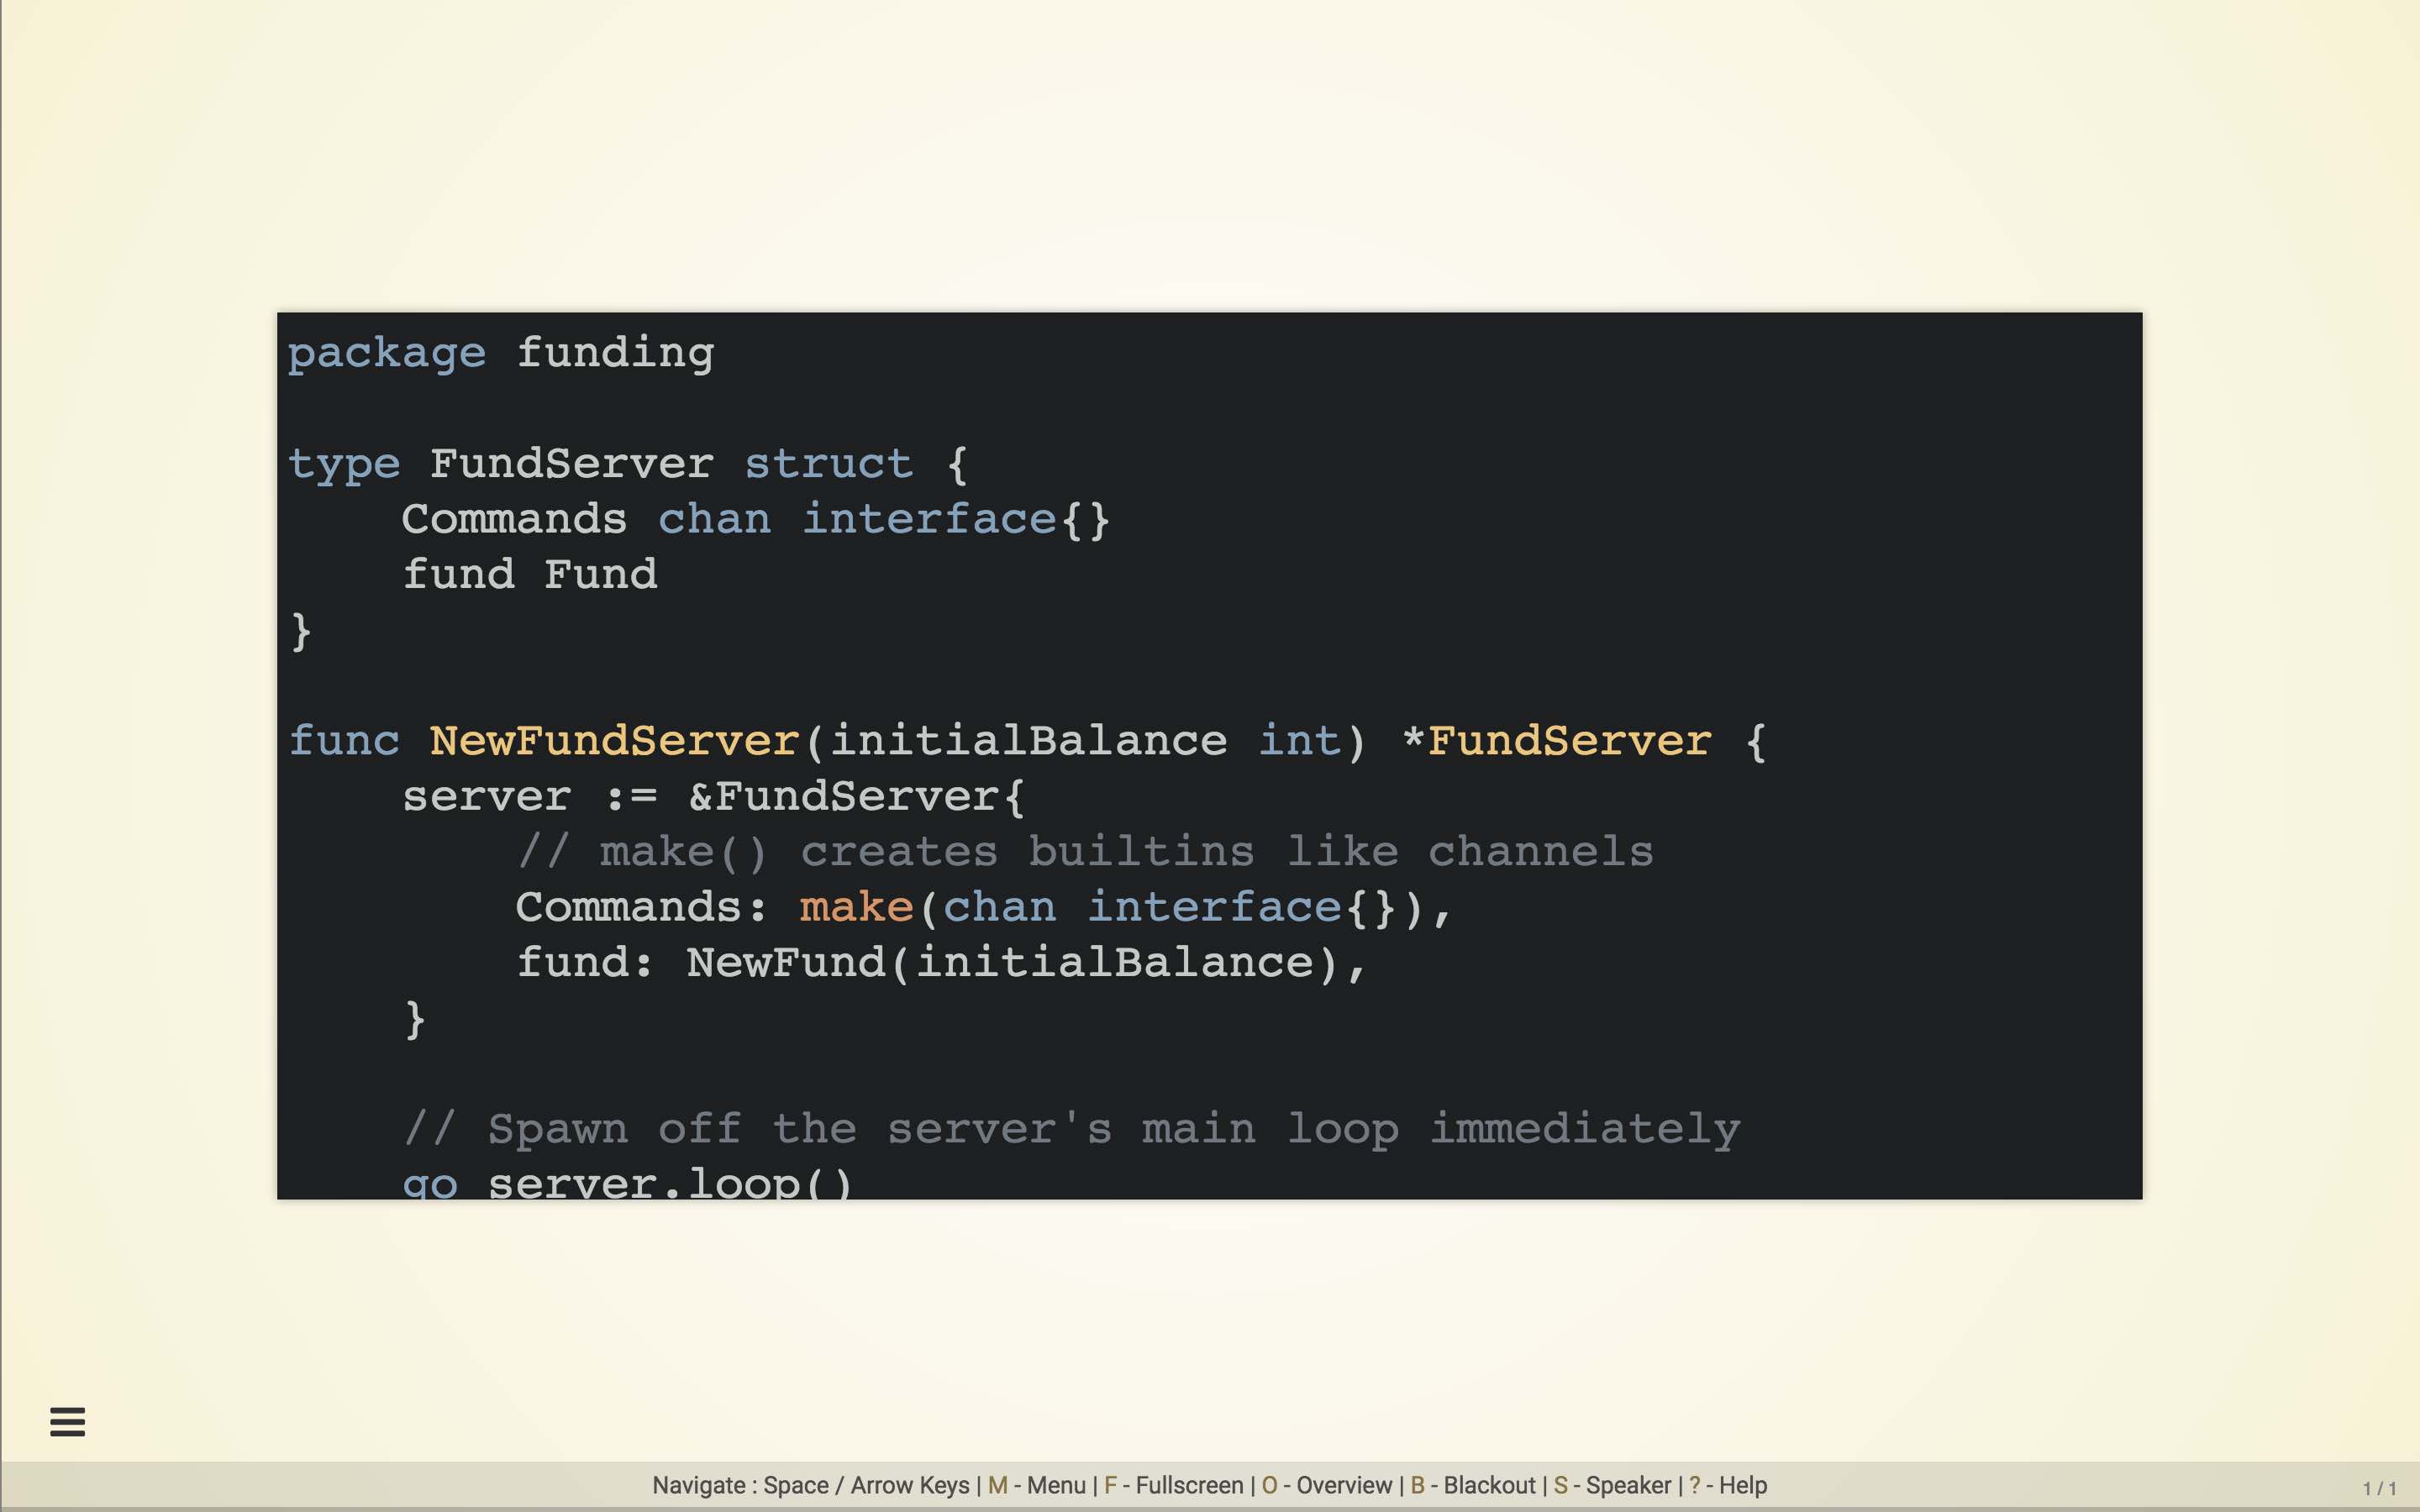 package funding
type FundServer struct {
    Commands chan interface{}
    fund Fund
}
func NewFundServer(initialBalance int) *FundServer {
    server := &FundServer{
        // make() creates builtins like channels
        Commands: make(chan interface{}),
        fund: NewFund(initialBalance),
    }
    // Spawn off the server's main loop immediately
    go server.loop()
Navigate : Space / Arrow Keys | M - Menu | F - Fullscreen | O - Overview | B - Blackout | S - Speaker | ? - Help
1 / 1